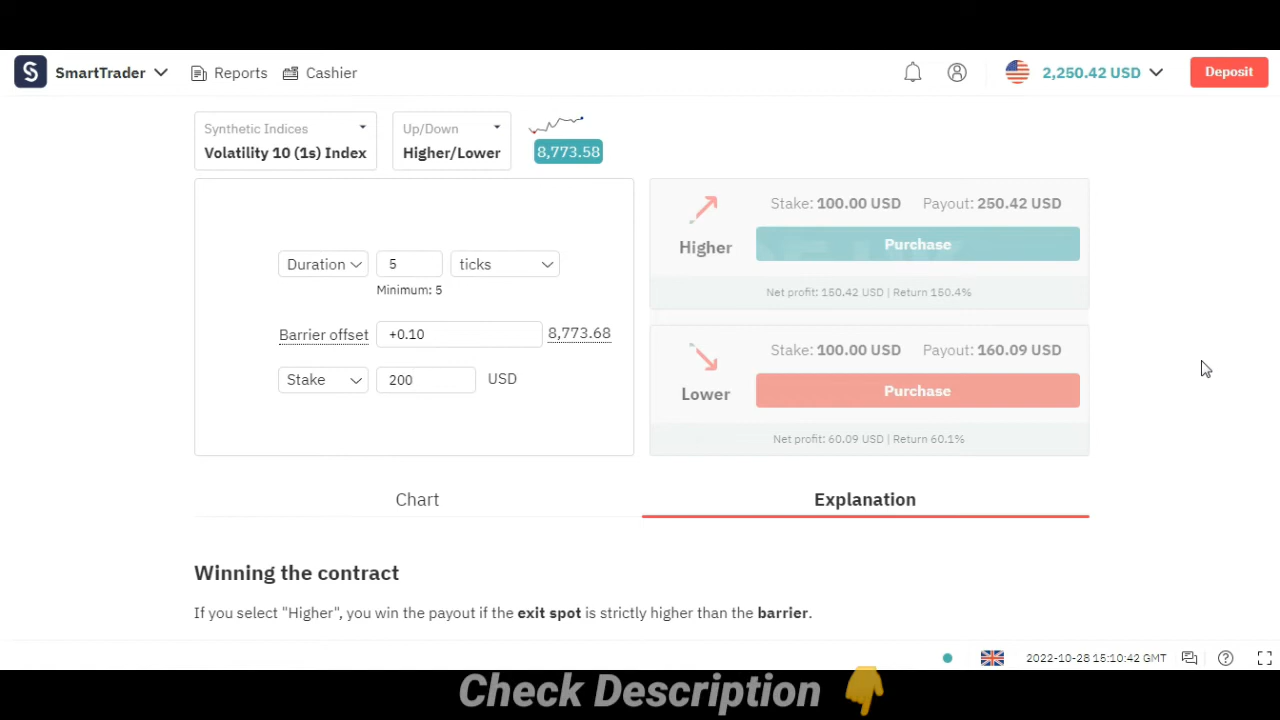 SmartTrader Reports Cashier 2,250.42 USD Deposit
Synthetic Indices
Volatility 10 (1s) Index
Up/Down
Higher/Lower
8,773.58
Duration 5 ticks
Minimum: 5
Barrier offset +0.10 8,773.68
Stake 200 USD
Higher
Stake: 100.00 USD Payout: 250.42 USD
Purchase
Net profit: 150.42 USD | Return 150.4%
Lower
Stake: 100.00 USD Payout: 160.09 USD
Purchase
Net profit: 60.09 USD | Return 60.1%
Chart Explanation
Winning the contract
If you select "Higher", you win the payout if the exit spot is strictly higher than the barrier.
2022-10-28 15:10:42 GMT
Check Description